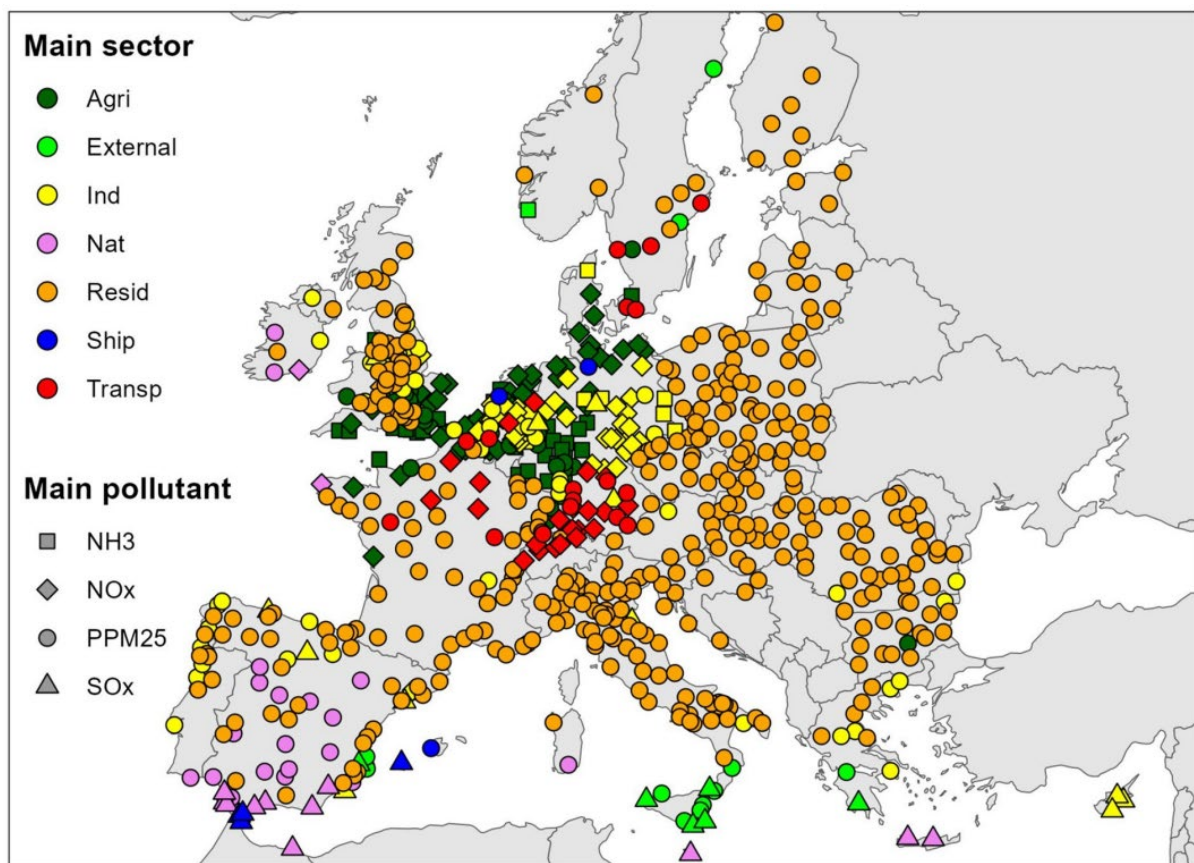 Main sector
Agri
External
Ind
Nat
Resid
Ship
Transp
Main pollutant
NH3
NOx
PPM25
SOx